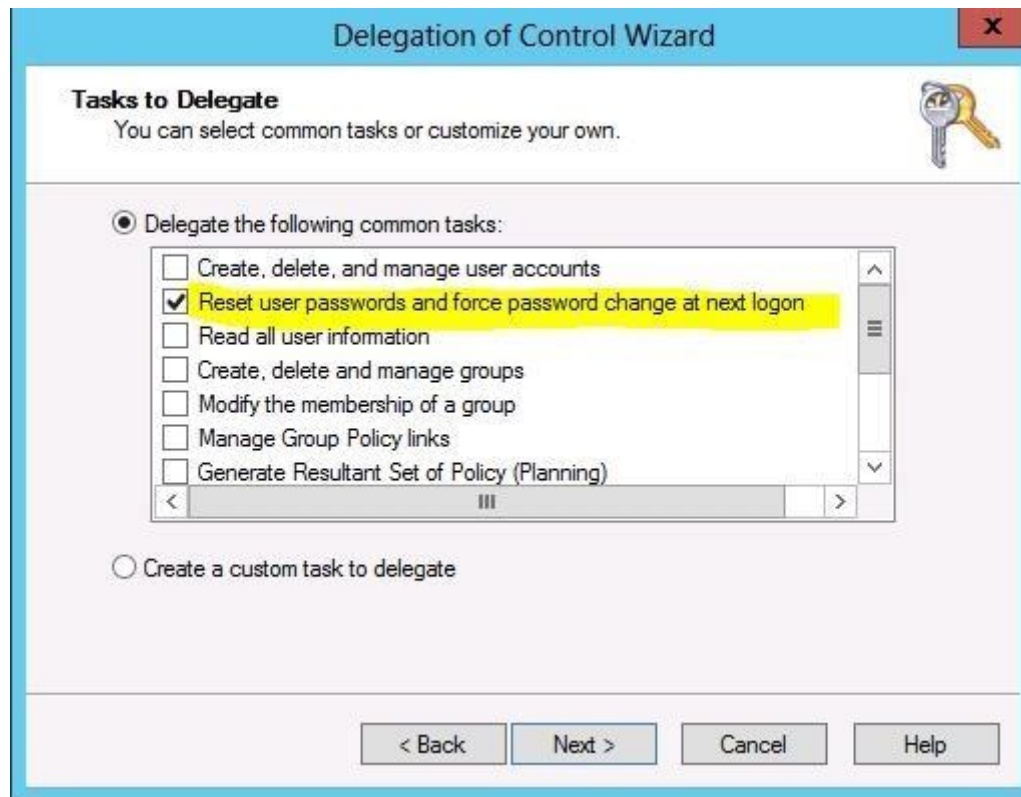 Delegation of Control Wizard
x
Tasks to Delegate
You can select common tasks or customize your own.
Delegate the following common tasks:
Create, delete, and manage user accounts
Reset user passwords and force password change at next logon
Read all user information
Create, delete and manage groups
Modify the membership of a group
Manage Group Policy links
Generate Resultant Set of Policy (Planning)
Create a custom task to delegate
< Back Next > Cancel Help